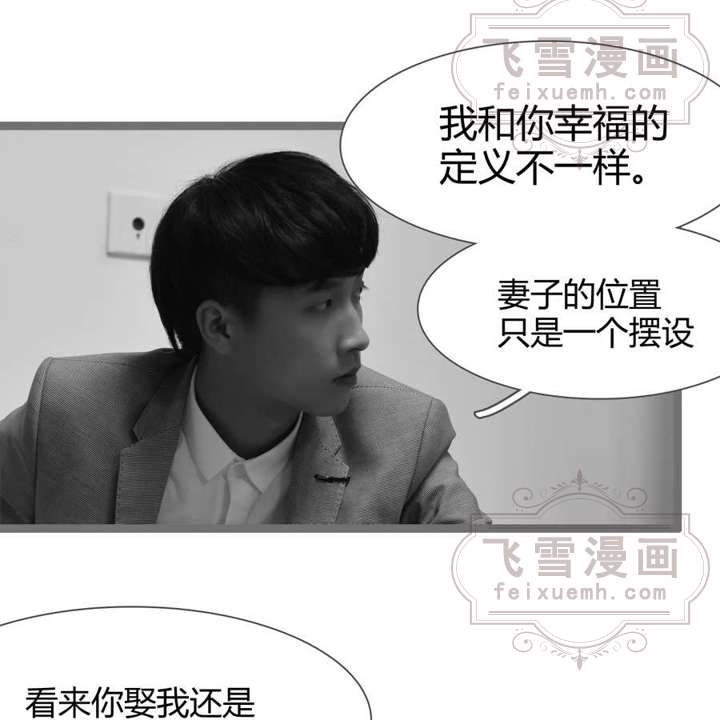 飞雪漫画
feixuemh.com
我和你幸福的
定义不一样。
妻子的位置
只是一个摆设
飞雪漫画
feixuemh.com
看来你娶我还是